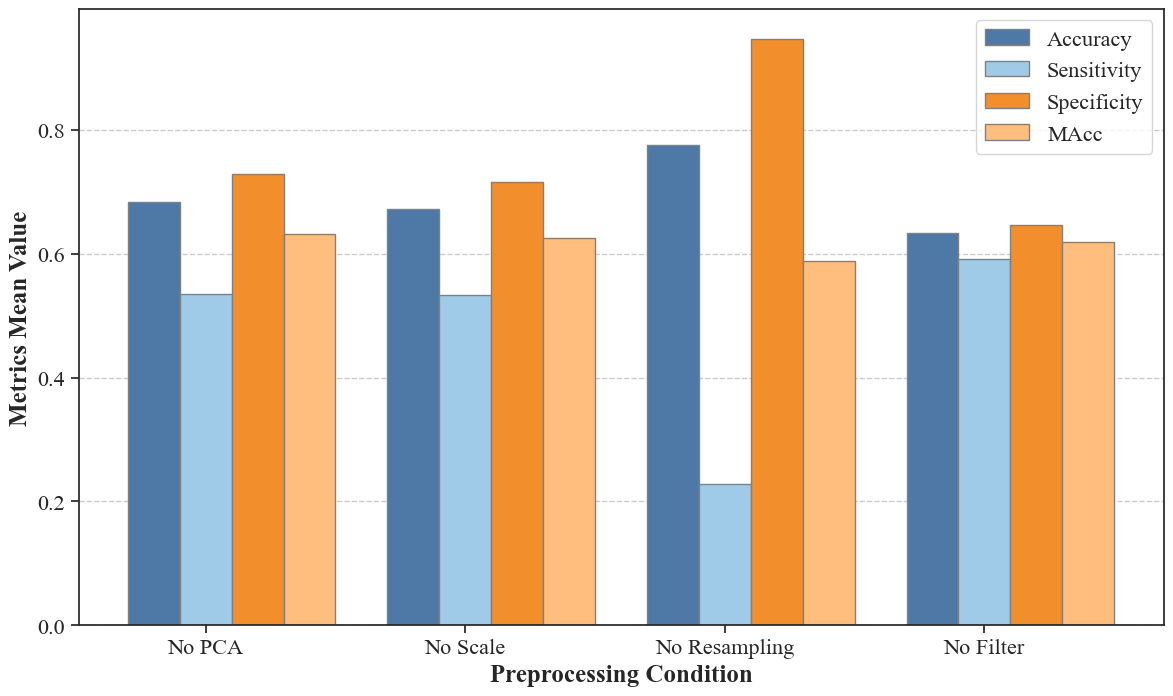 Accuracy
Sensitivity
Specificity
MAcc
Metrics Mean Value
0.8
0.6
0.4
0.2
0.0
No PCA
No Scale
No Resampling
No Filter
Preprocessing Condition